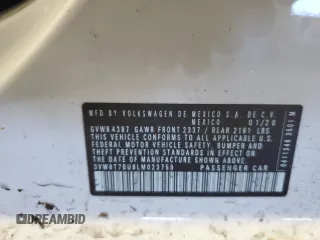 MFD BY VOLKSWAGEN DE MEXICO S.A. DE C.V.
MEXICO 01/20
GVWR 4387 GAWR FRONT 2337 / REAR 2161 LBS
THIS VEHICLE CONFORMS TO ALL APPLICABLE U.S.
FEDERAL MOTOR VEHICLE SAFETY, BUMPER AND THEFT
PREVENTION STANDARDS IN EFFECT ON THE DATE OF
MANUFACTURE SHOWN ABOVE.
PASSENGER CAR